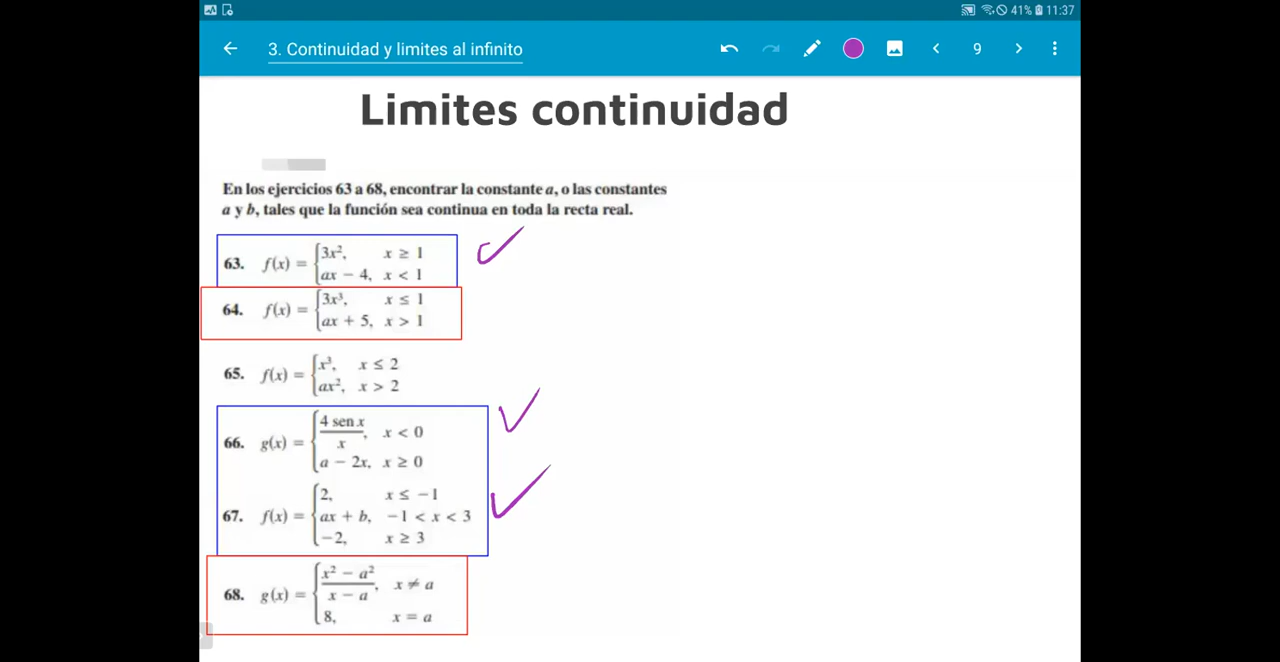 41% 11:37
3. Continuidad y limites al infinito
9
Limites continuidad
En los ejercicios 63 a 68, encontrar la constante a, o las constantes
a y b, tales que la función sea continua en toda la recta real.
63. f(x) = { 3x², x ≥ 1
ax − 4, x < 1
64. f(x) = { 3x³, x ≤ 1
ax + 5, x > 1
65. f(x) = { x³, x ≤ 2
ax², x > 2
66. g(x) = { 4 sen x / x, x < 0
a − 2x, x ≥ 0
67. f(x) = { 2, x ≤ −1
ax + b, −1 < x < 3
−2, x ≥ 3
68. g(x) = { x² − a² / x − a, x ≠ a
8, x = a